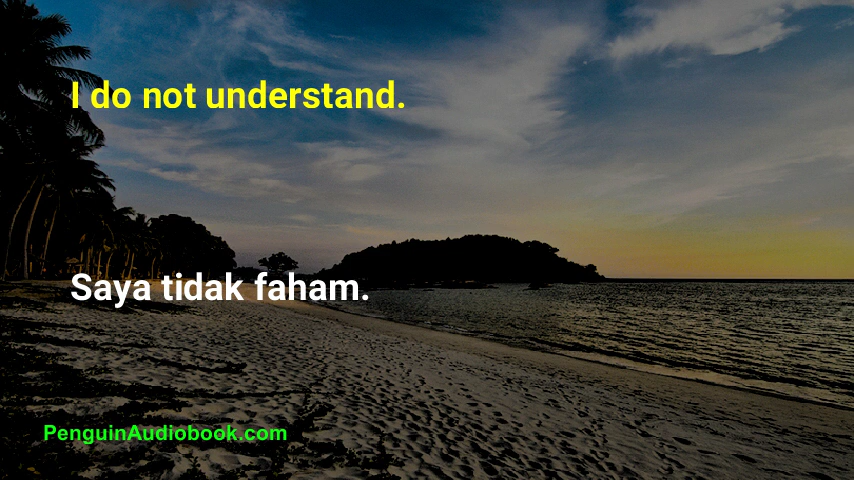 I do not understand.
Saya tidak faham.
PenguinAudiobook.com